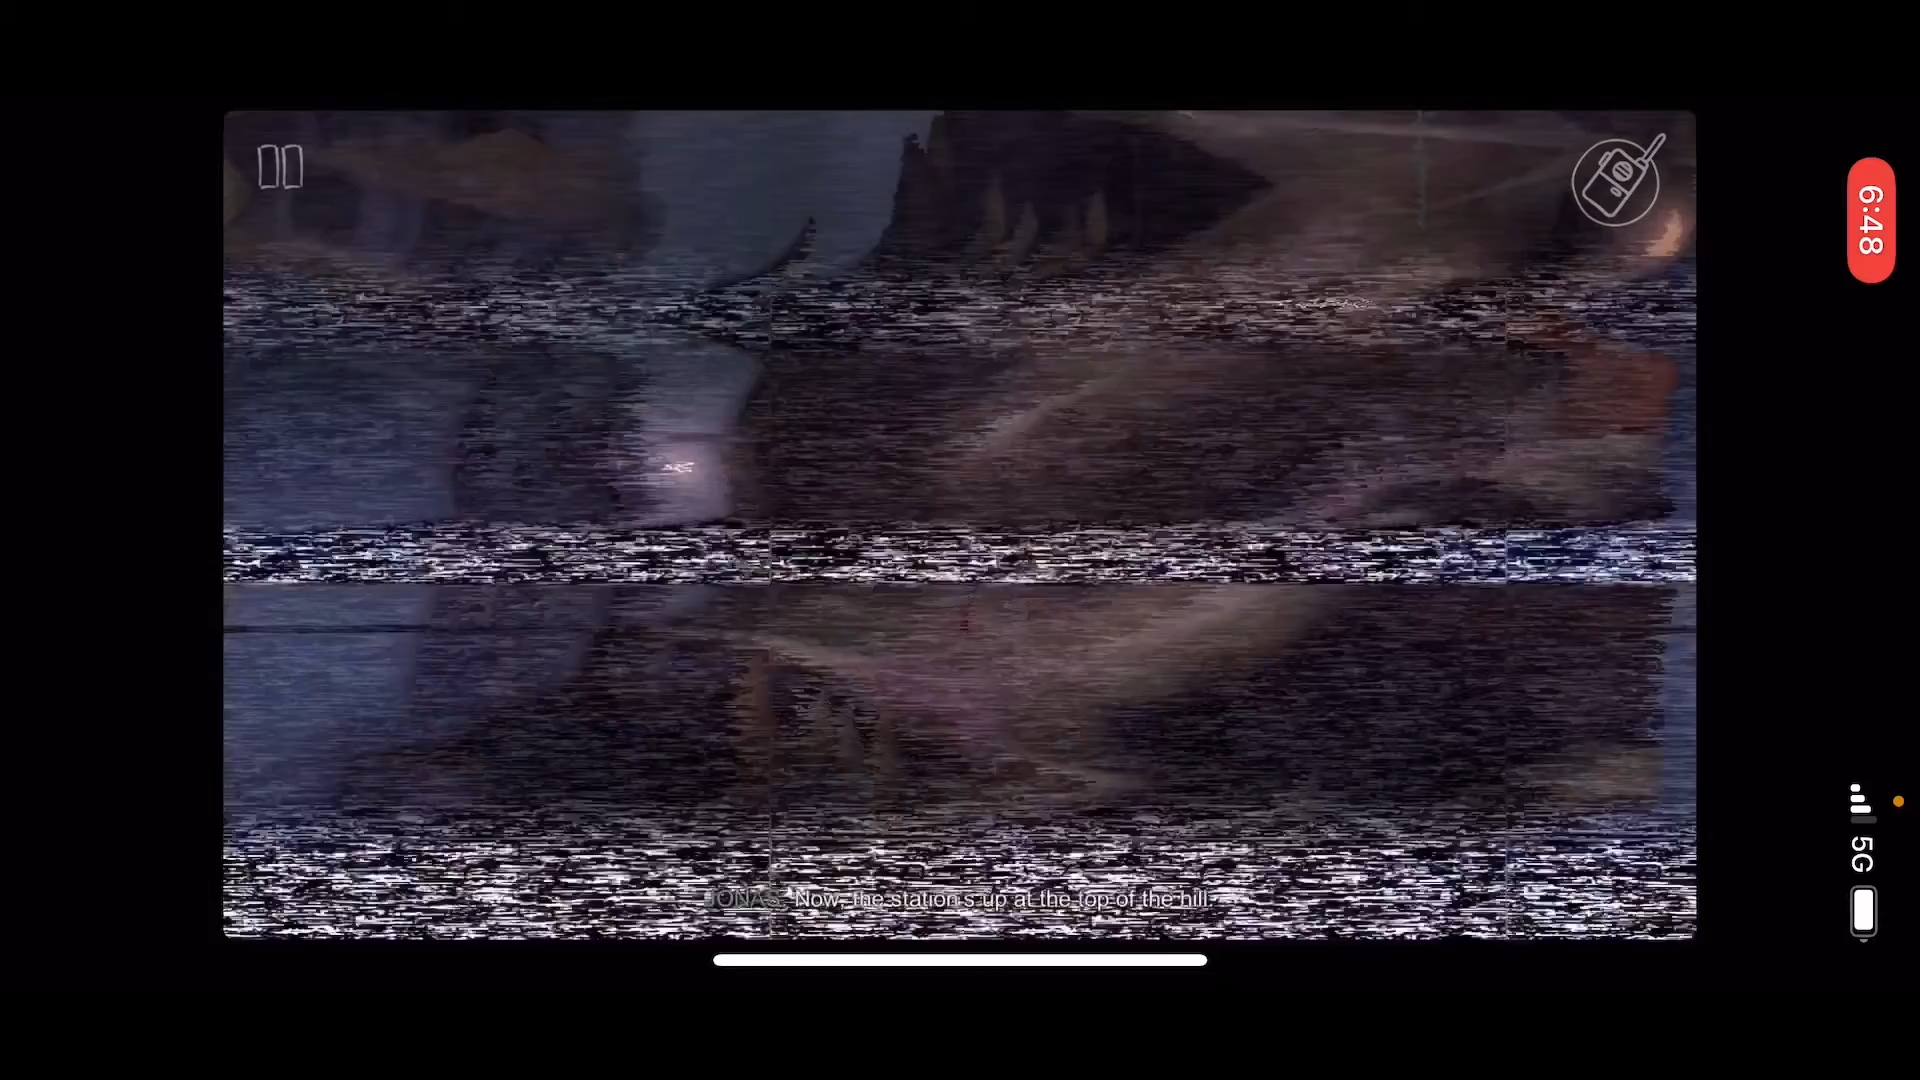 6:48
5G
JONAS: Now, the station's up at the top of the hill.